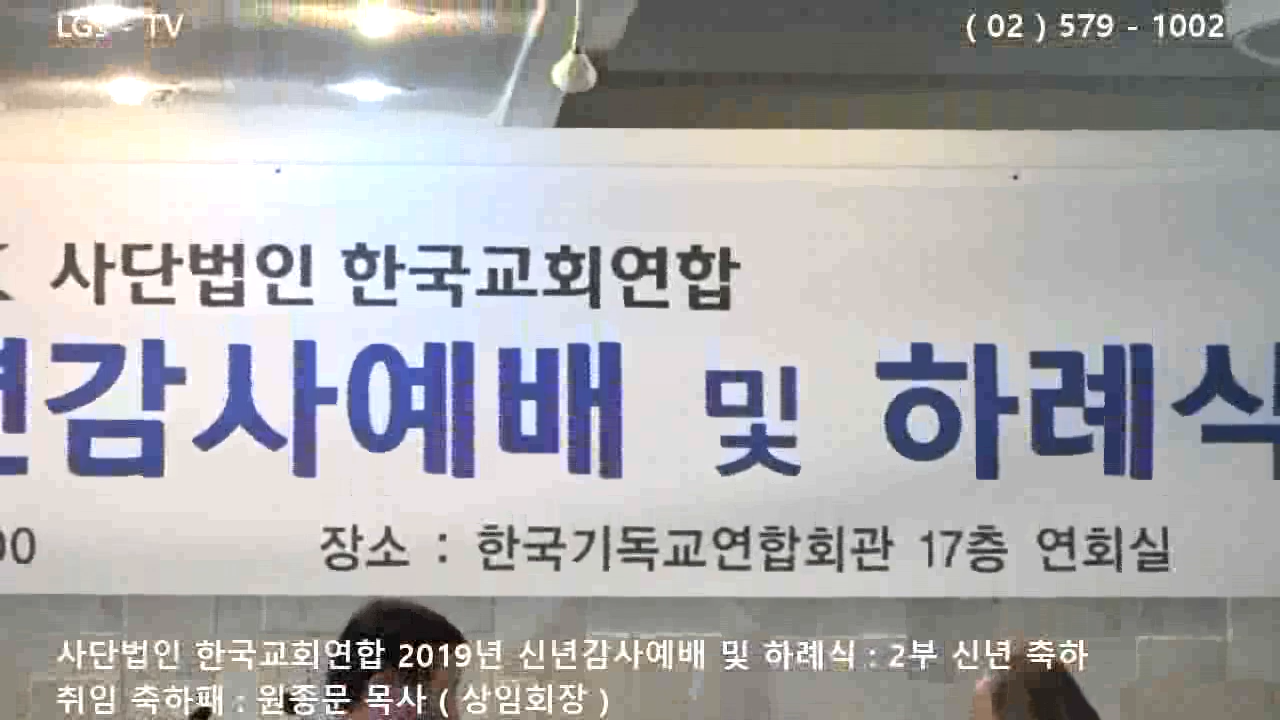 LGS - TV
( 02 ) 579 - 1002
사단법인 한국교회연합
년감사예배 및 하례식
00
장소 : 한국기독교연합회관 17층 연회실
사단법인 한국교회연합 2019년 신년감사예배 및 하례식 : 2부 신년 축하
취임 축하패 : 원종문 목사 ( 상임회장 )